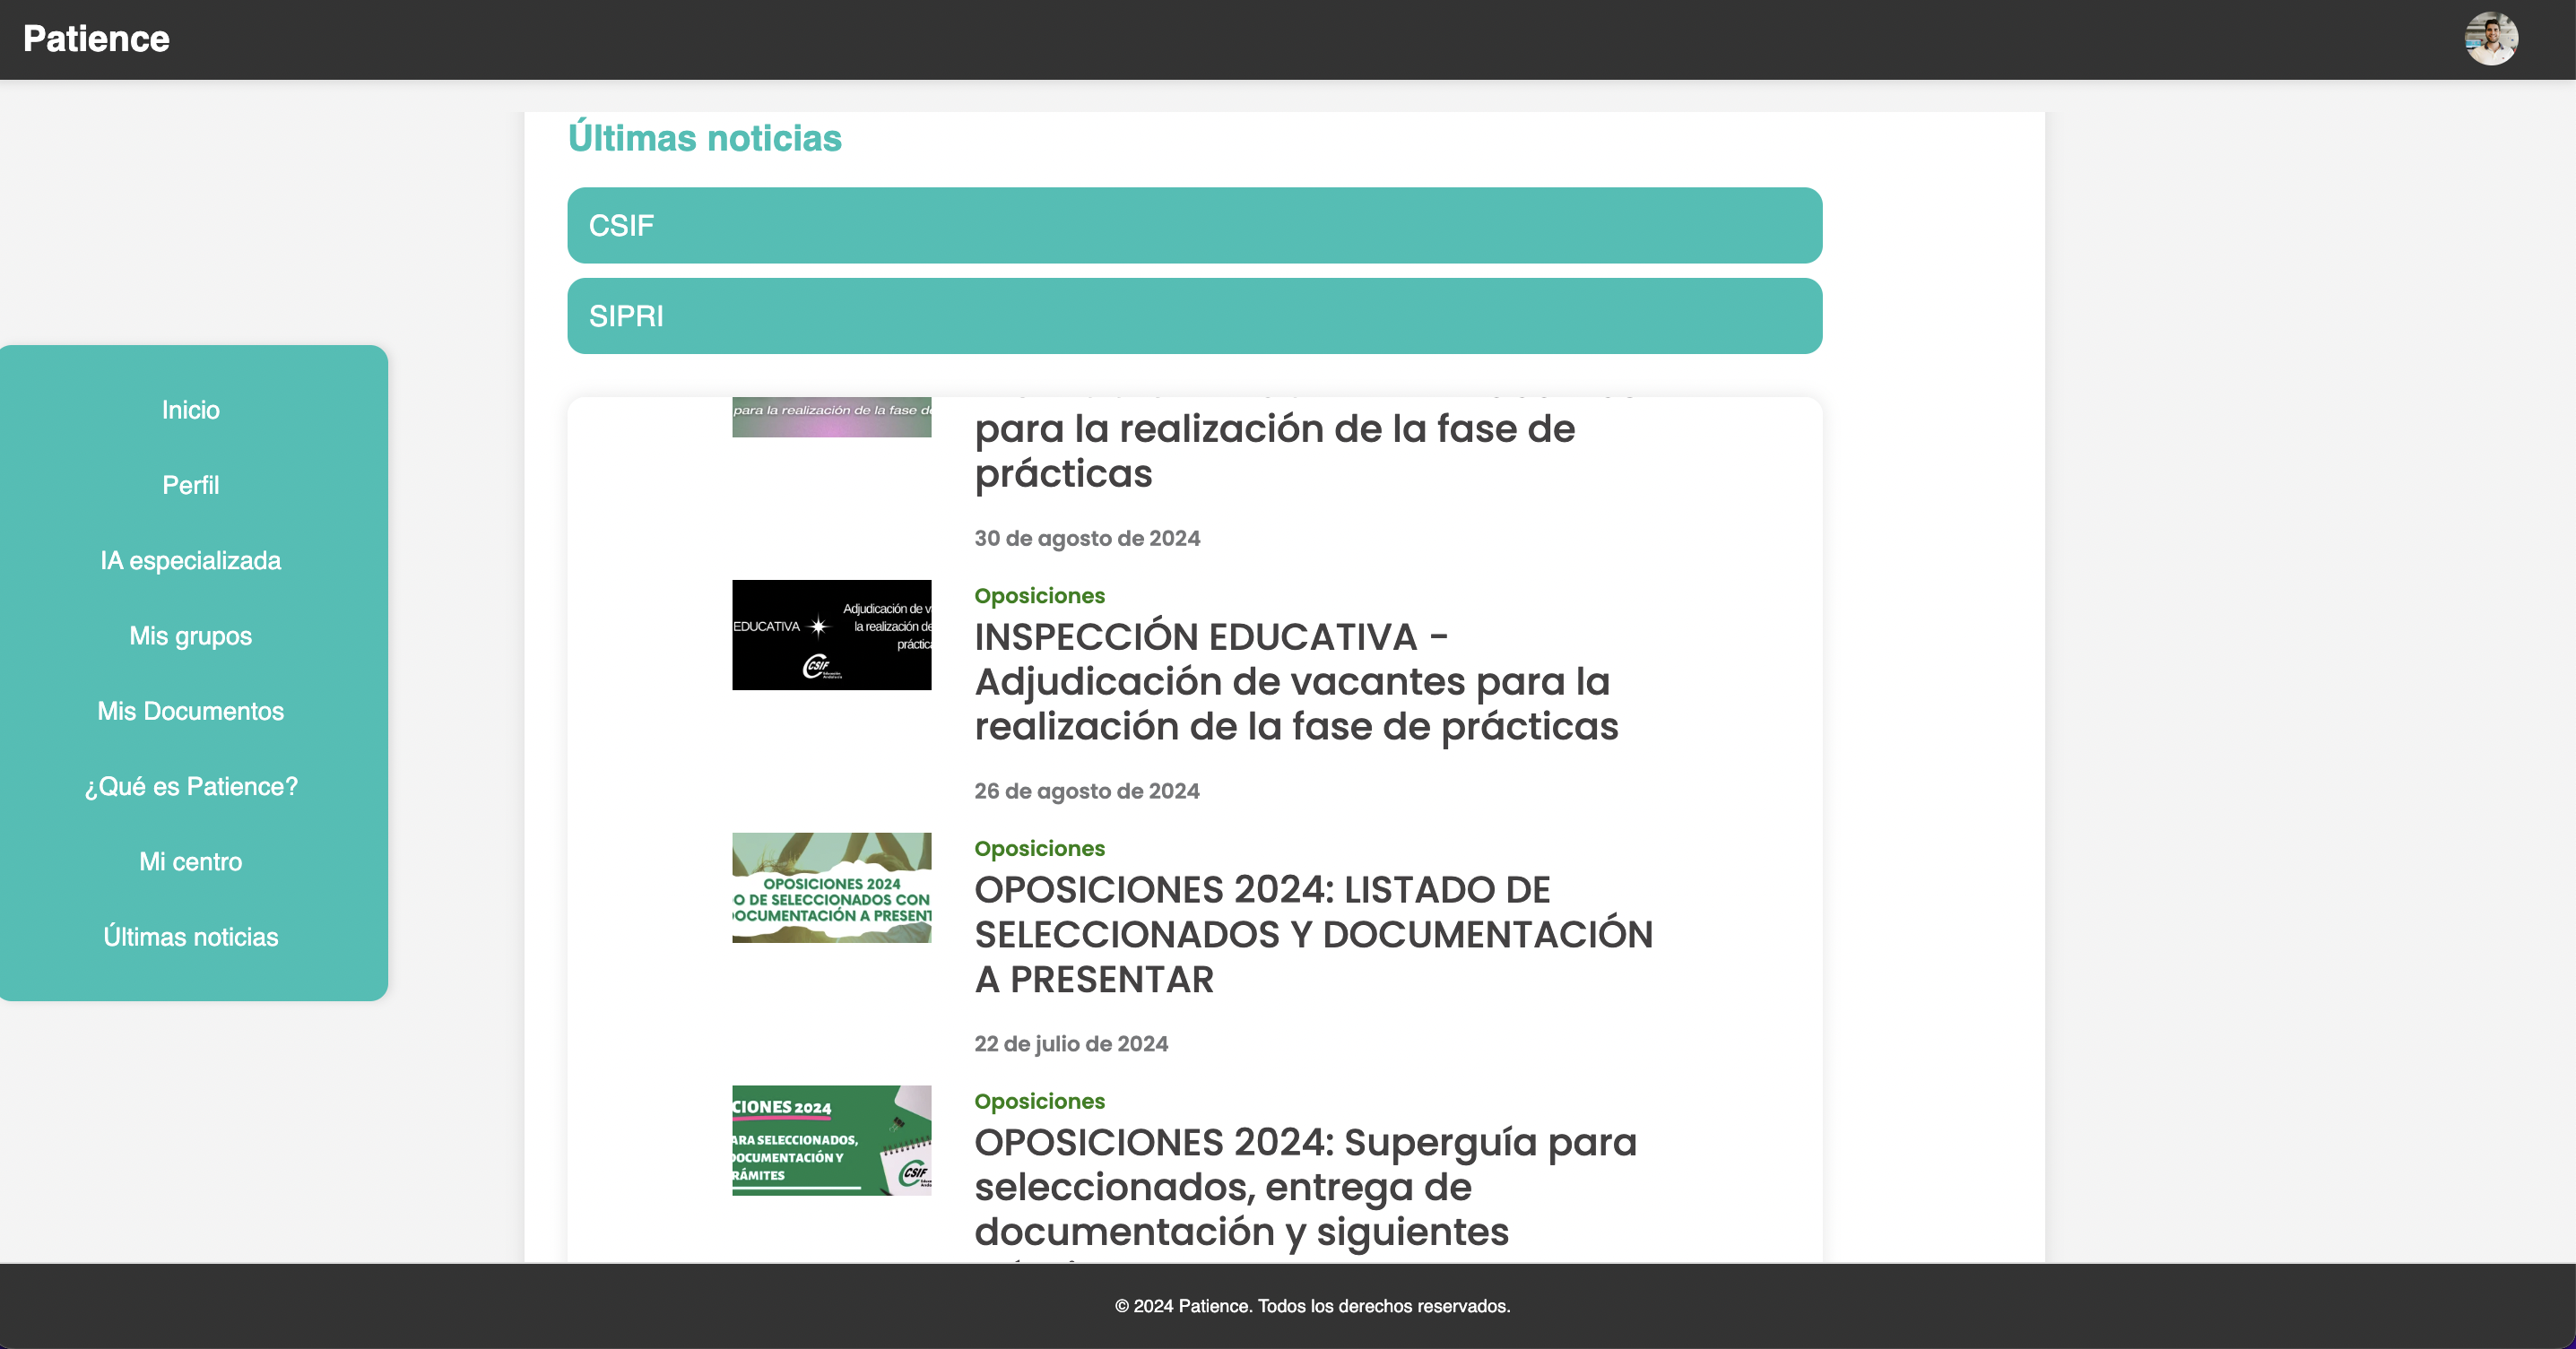 Patience
Últimas noticias
CSIF
SIPRI
Inicio
Perfil
IA especializada
Mis grupos
Mis Documentos
¿Qué es Patience?
Mi centro
Últimas noticias
para la realización de la fase de
para la realización de la fase de
prácticas
30 de agosto de 2024
EDUCATIVA
Adjudicación de v
la realización de
práctica
CSIF
Oposiciones
INSPECCIÓN EDUCATIVA -
Adjudicación de vacantes para la
realización de la fase de prácticas
26 de agosto de 2024
OPOSICIONES 2024
O DE SELECCIONADOS CON
DOCUMENTACIÓN A PRESENT
Oposiciones
OPOSICIONES 2024: LISTADO DE
SELECCIONADOS Y DOCUMENTACIÓN
A PRESENTAR
22 de julio de 2024
CIONES 2024
ARA SELECCIONADOS,
DOCUMENTACIÓN Y
RÁMITES
CSIF
Oposiciones
OPOSICIONES 2024: Superguía para
seleccionados, entrega de
documentación y siguientes
© 2024 Patience. Todos los derechos reservados.